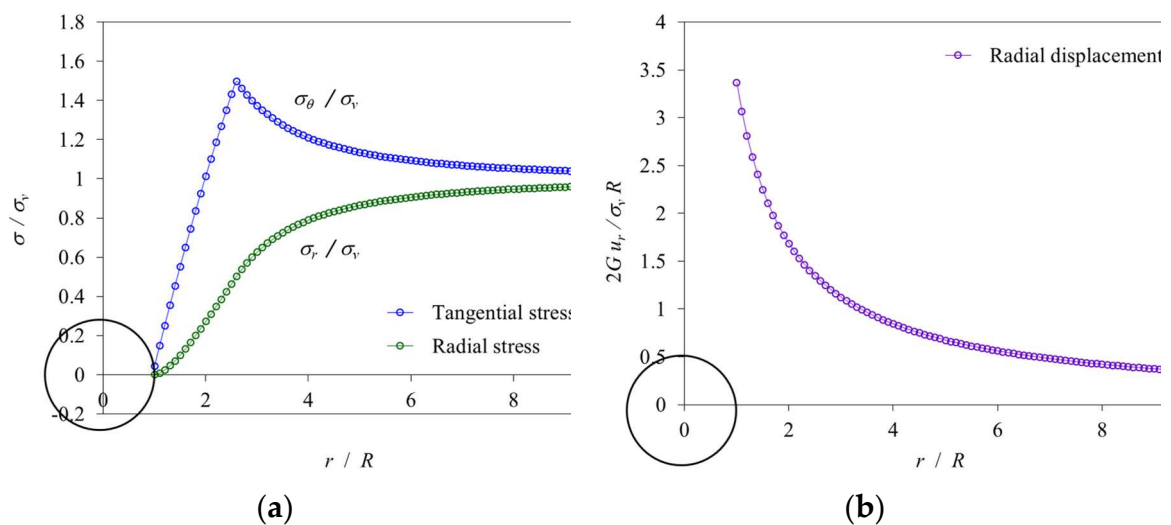 1.8
1.6
1.4
1.2
1
0.8
0.6
0.4
0.2
0
-0.2
σ / σᵥ
σθ / σᵥ
σᵣ / σᵥ
Tangential stress
Radial stress
0 2 4 6 8
r / R
(a)
4
3.5
3
2.5
2
1.5
1
0.5
0
2G uᵣ / σᵥ R
Radial displacement
0 2 4 6 8
r / R
(b)